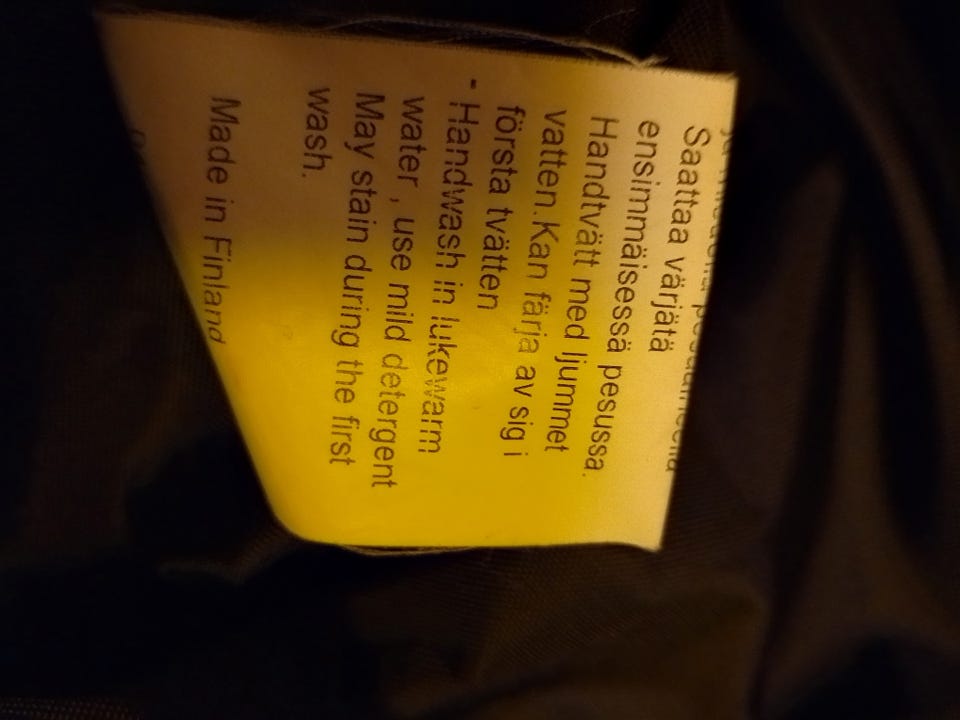 Saattaa värjätä
ensimmäisessä pesussa.
Handtvätt med ljummet
vatten.Kan färja av sig i
första tvätten
- Handwash in lukewarm
water , use mild detergent
May stain during the first
wash.
Made in Finland